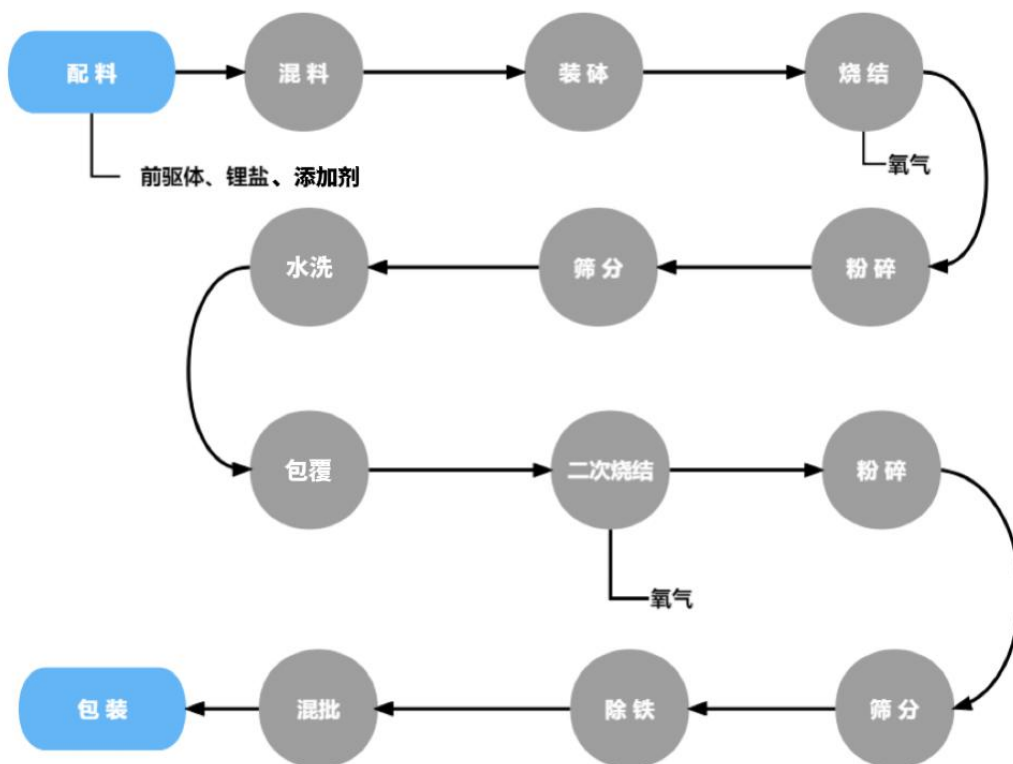 配料
混料
装砵
烧结
前驱体、锂盐、添加剂
氧气
水洗
筛分
粉碎
包覆
二次烧结
粉碎
氧气
包装
混批
除铁
筛分